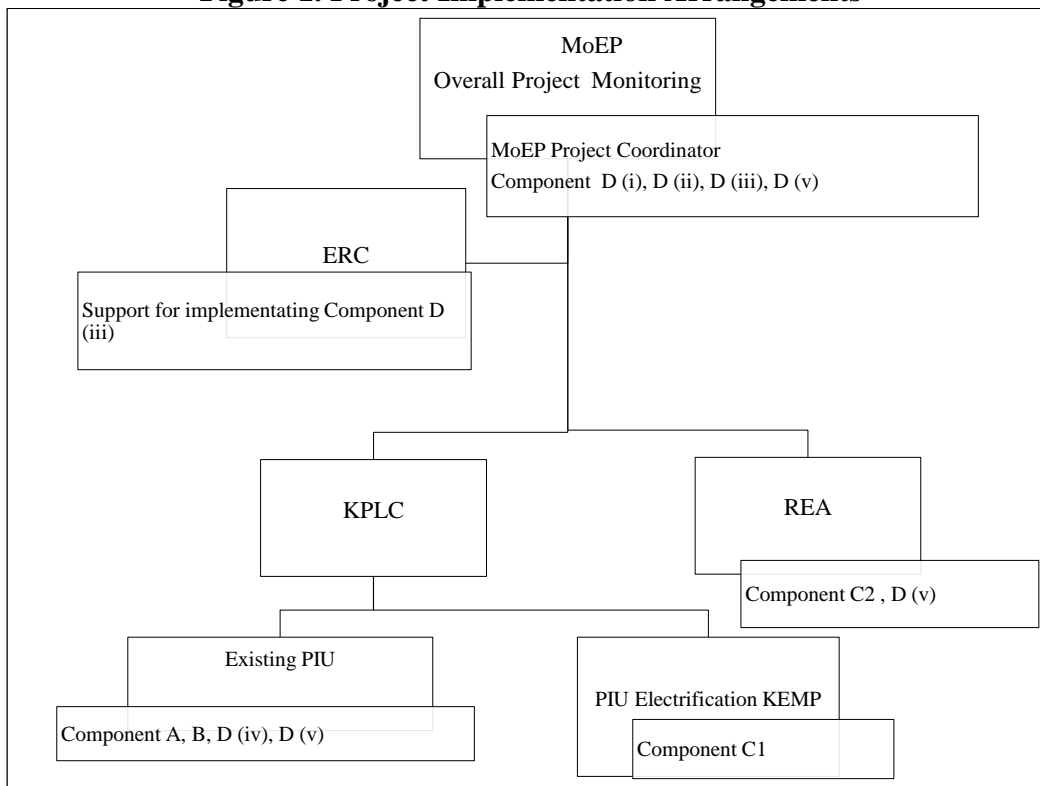 Figure 1: Project Implementation Arrangements
MoEP
Overall Project Monitoring
MoEP Project Coordinator
Component D (i), D (ii), D (iii), D (v)
ERC
Support for implementating Component D
(iii)
KPLC
REA
Component C2 , D (v)
Existing PIU
Component A, B, D (iv), D (v)
PIU Electrification KEMP
Component C1